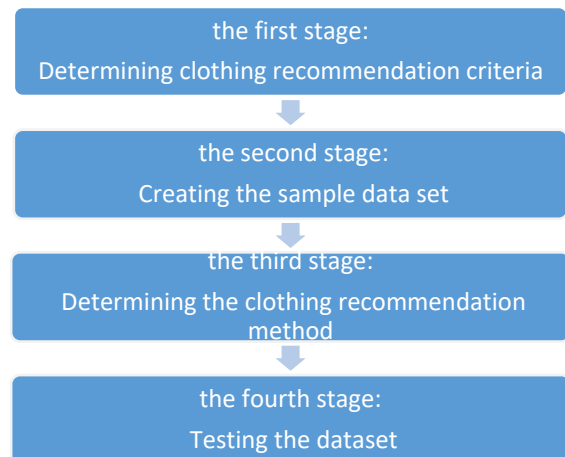 the first stage:
Determining clothing recommendation criteria
the second stage:
Creating the sample data set
the third stage:
Determining the clothing recommendation
method
the fourth stage:
Testing the dataset